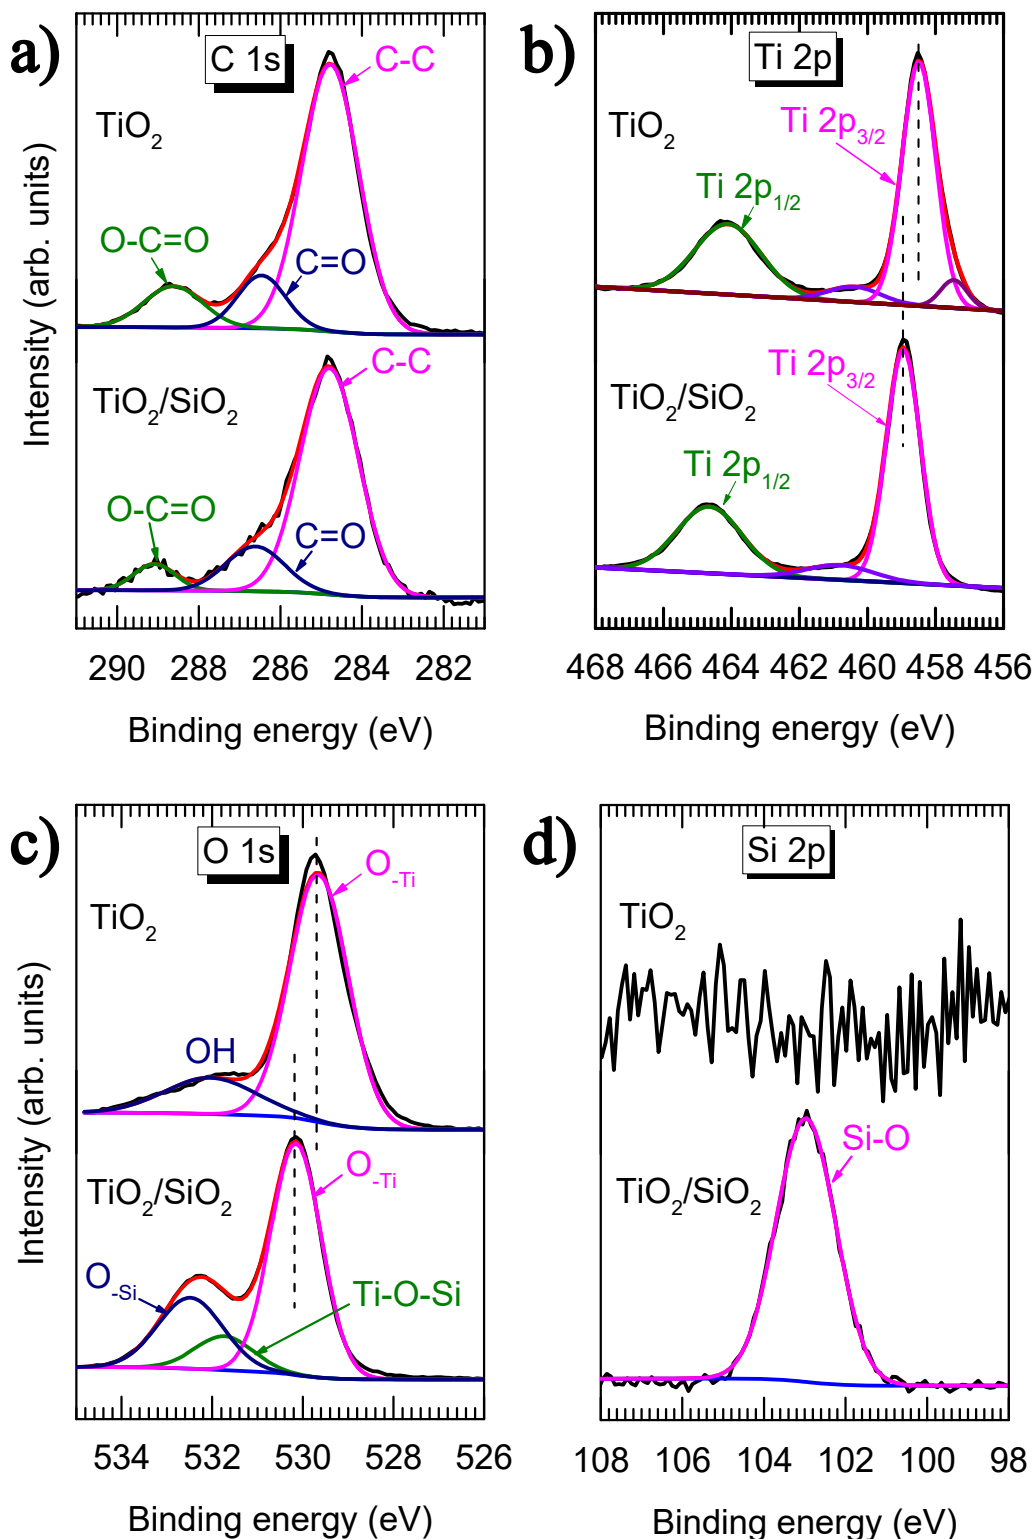 a)
C 1s
C-C
TiO2
O-C=O
C=O
C-C
TiO2/SiO2
O-C=O
C=O
290 288 286 284 282
Binding energy (eV)
Intensity (arb. units)
b)
Ti 2p
TiO2
Ti 2p3/2
Ti 2p1/2
Ti 2p3/2
TiO2/SiO2
Ti 2p1/2
468 466 464 462 460 458 456
Binding energy (eV)
c)
O 1s
O-Ti
TiO2
OH
O-Ti
TiO2/SiO2
O-Si
Ti-O-Si
534 532 530 528 526
Binding energy (eV)
Intensity (arb. units)
d)
Si 2p
TiO2
Si-O
TiO2/SiO2
108 106 104 102 100 98
Binding energy (eV)